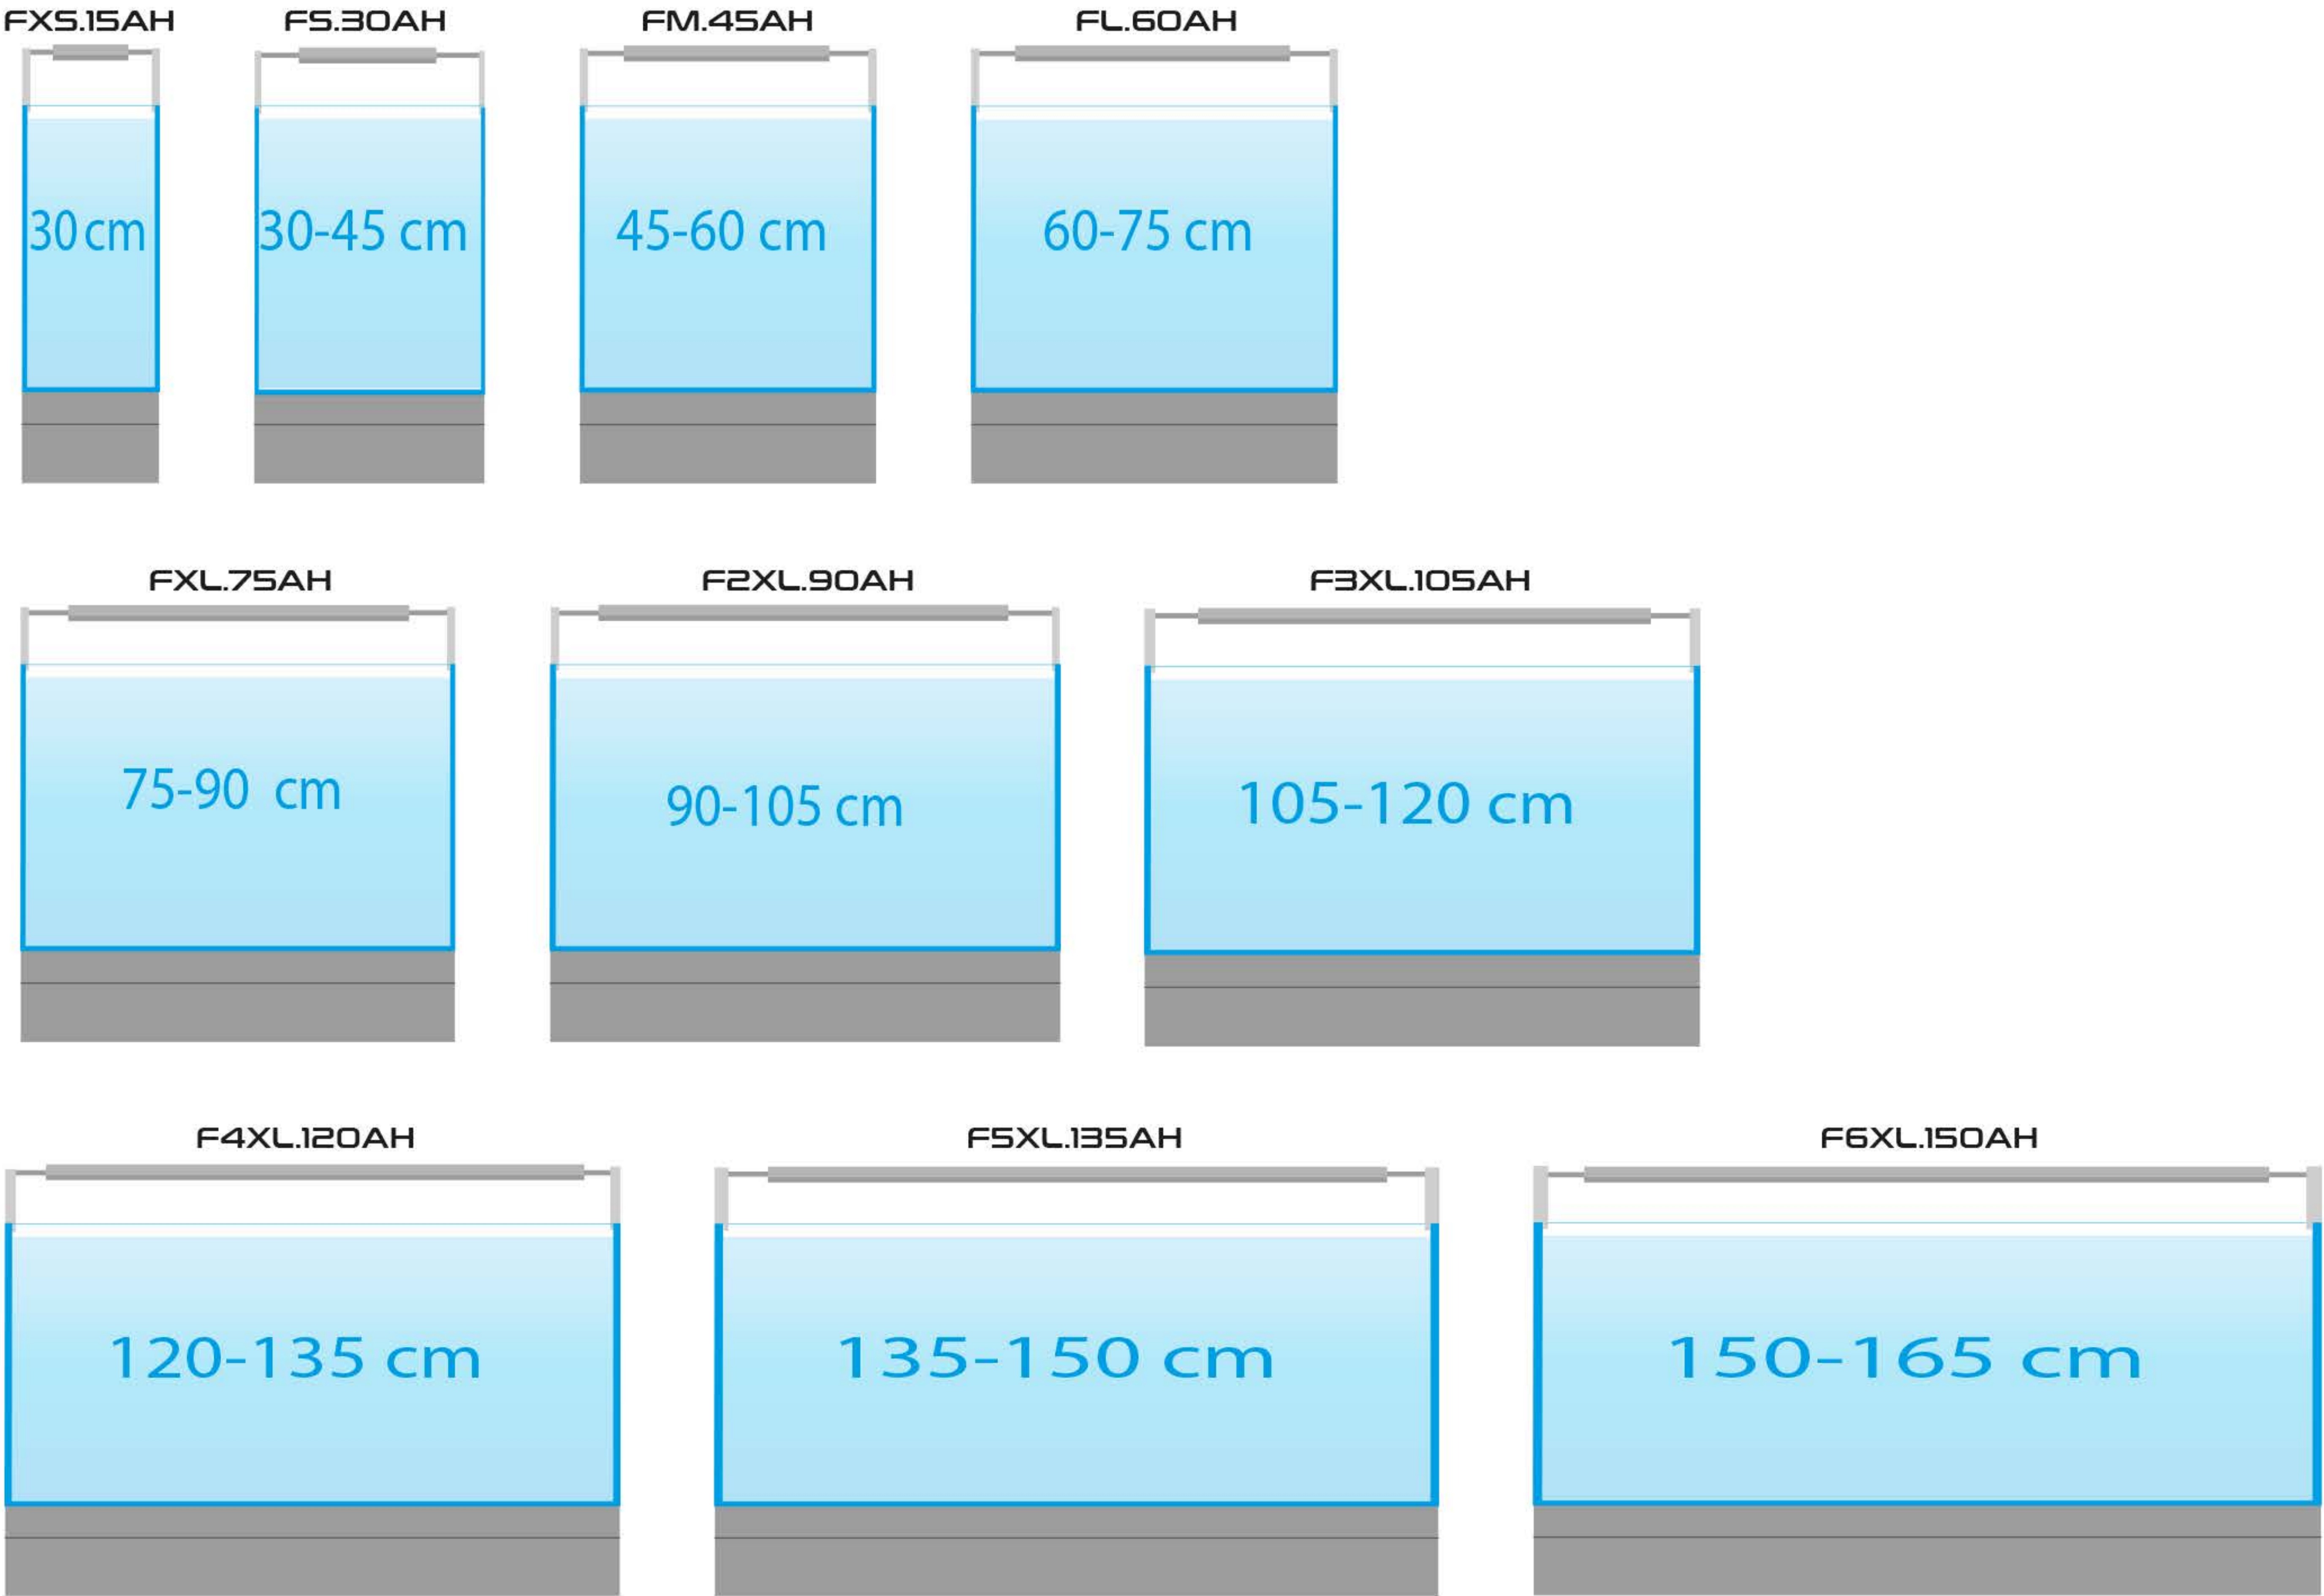 FXS.15AH
FS.30AH
FM.45AH
FL.60AH
30 cm
30-45 cm
45-60 cm
60-75 cm
FXL.75AH
F2XL.90AH
F3XL.105AH
75-90 cm
90-105 cm
105-120 cm
F4XL.120AH
F5XL.135AH
F6XL.150AH
120-135 cm
135-150 cm
150-165 cm